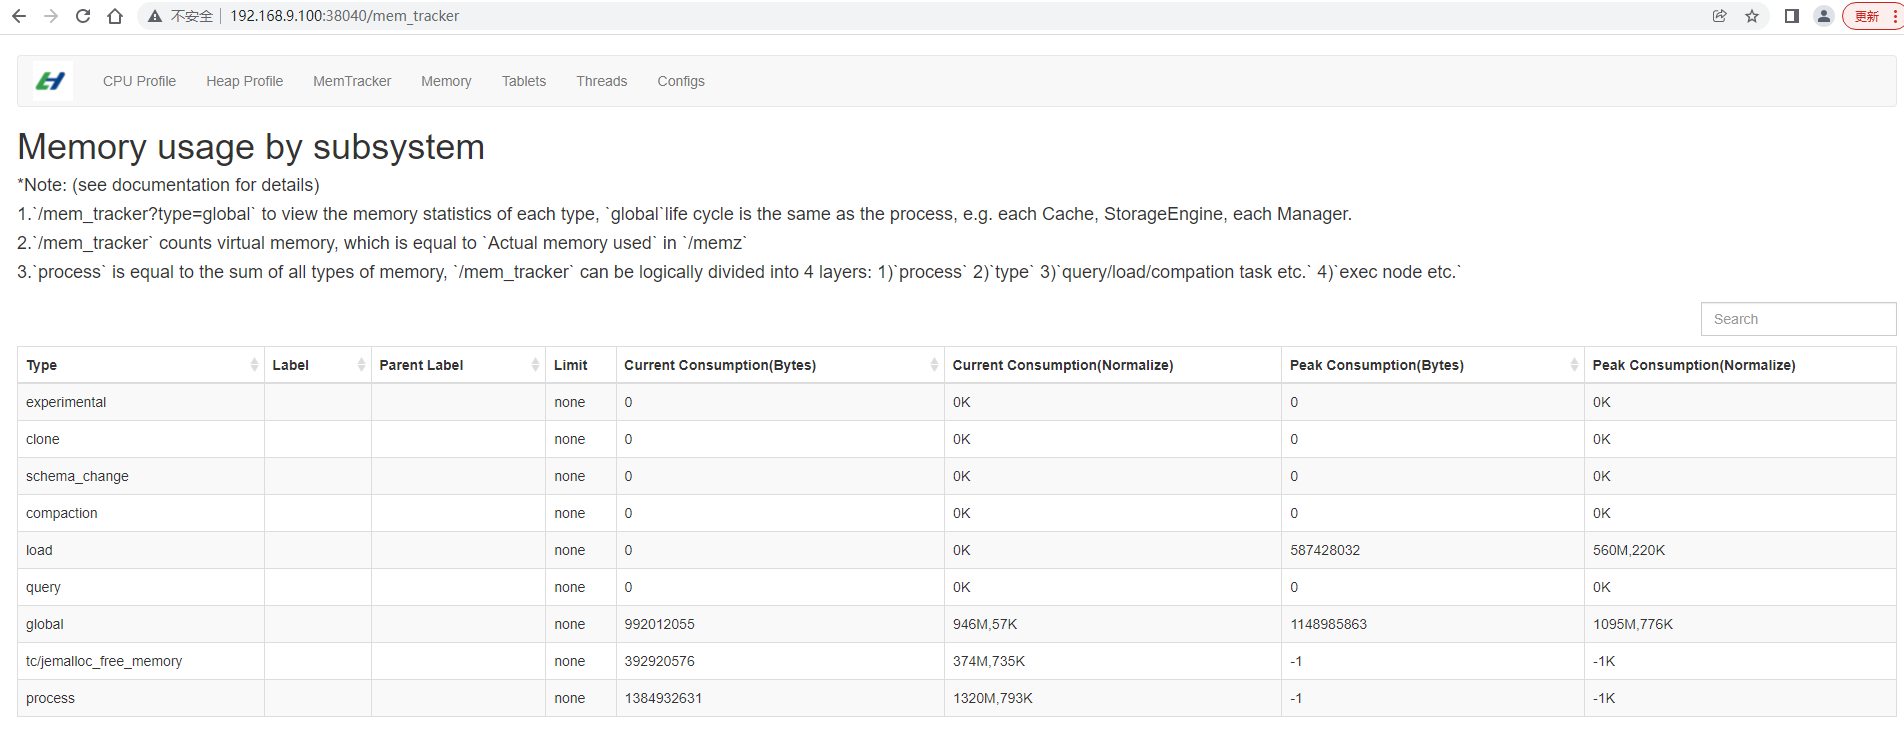 不安全 192.168.9.100:38040/mem_tracker 更新
CPU Profile Heap Profile MemTracker Memory Tablets Threads Configs
Memory usage by subsystem
*Note: (see documentation for details)
1.`/mem_tracker?type=global` to view the memory statistics of each type, `global`life cycle is the same as the process, e.g. each Cache, StorageEngine, each Manager.
2.`/mem_tracker` counts virtual memory, which is equal to `Actual memory used` in `/memz`
3.`process` is equal to the sum of all types of memory, `/mem_tracker` can be logically divided into 4 layers: 1)`process` 2)`type` 3)`query/load/compation task etc.` 4)`exec node etc.`
Search
Type Label Parent Label Limit Current Consumption(Bytes) Current Consumption(Normalize) Peak Consumption(Bytes) Peak Consumption(Normalize)
experimental none 0 0K 0 0K
clone none 0 0K 0 0K
schema_change none 0 0K 0 0K
compaction none 0 0K 0 0K
load none 0 0K 587428032 560M,220K
query none 0 0K 0 0K
global none 992012055 946M,57K 1148985863 1095M,776K
tc/jemalloc_free_memory none 392920576 374M,735K -1 -1K
process none 1384932631 1320M,793K -1 -1K